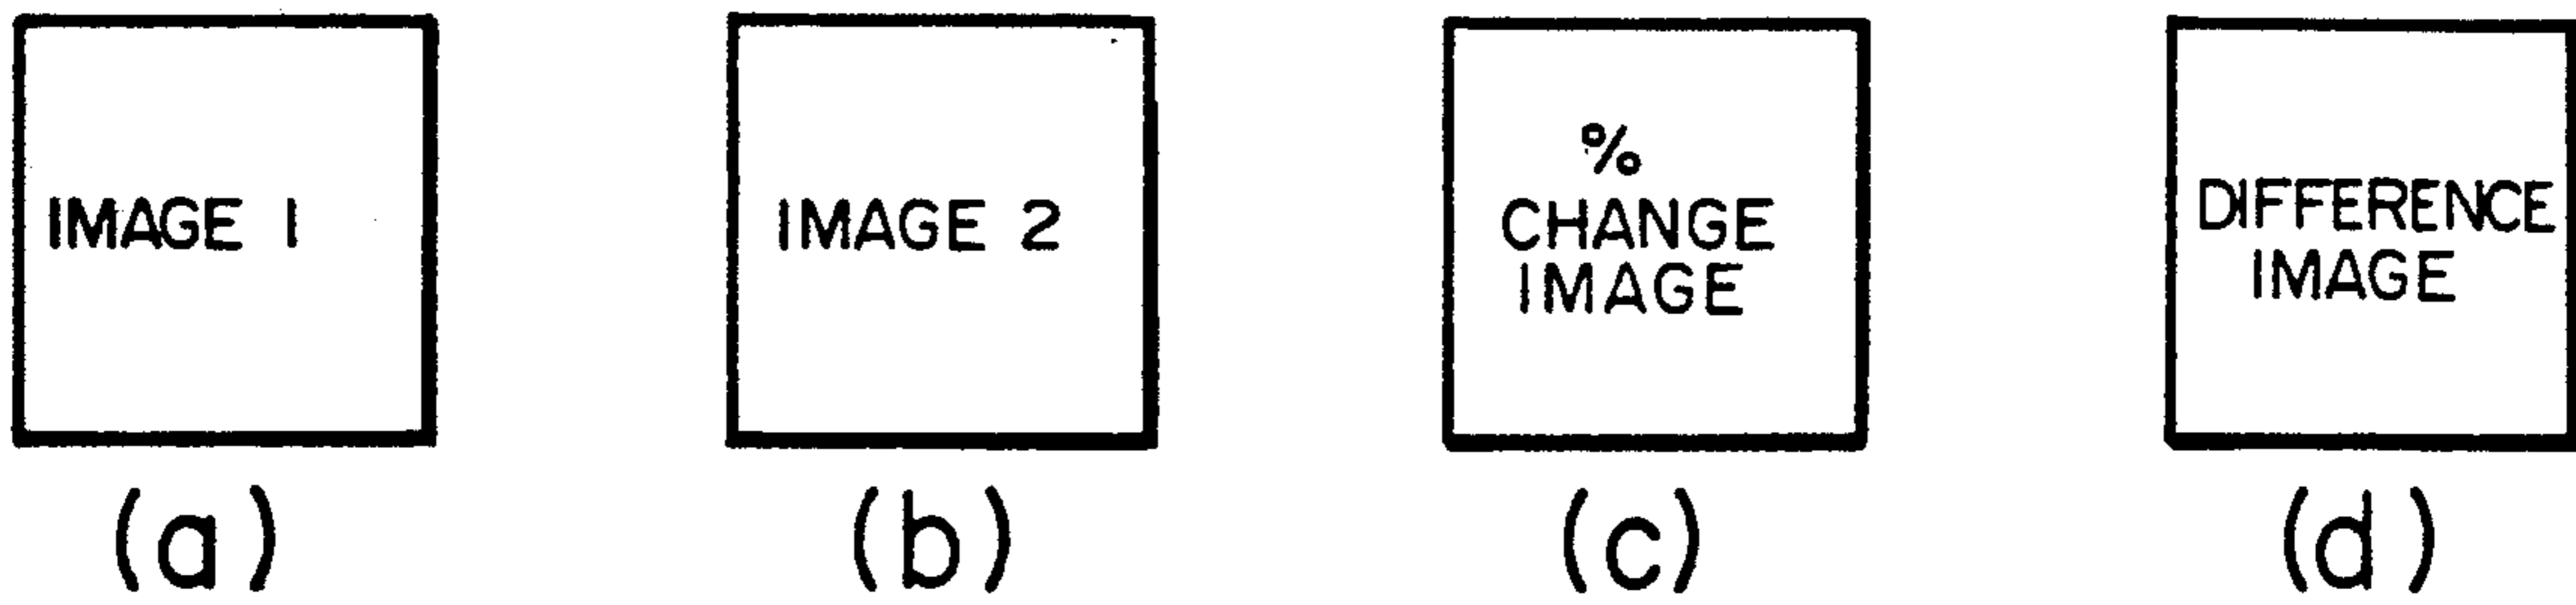 IMAGE 1
IMAGE 2
%
CHANGE
IMAGE
DIFFERENCE
IMAGE
(a)
(b)
(c)
(d)